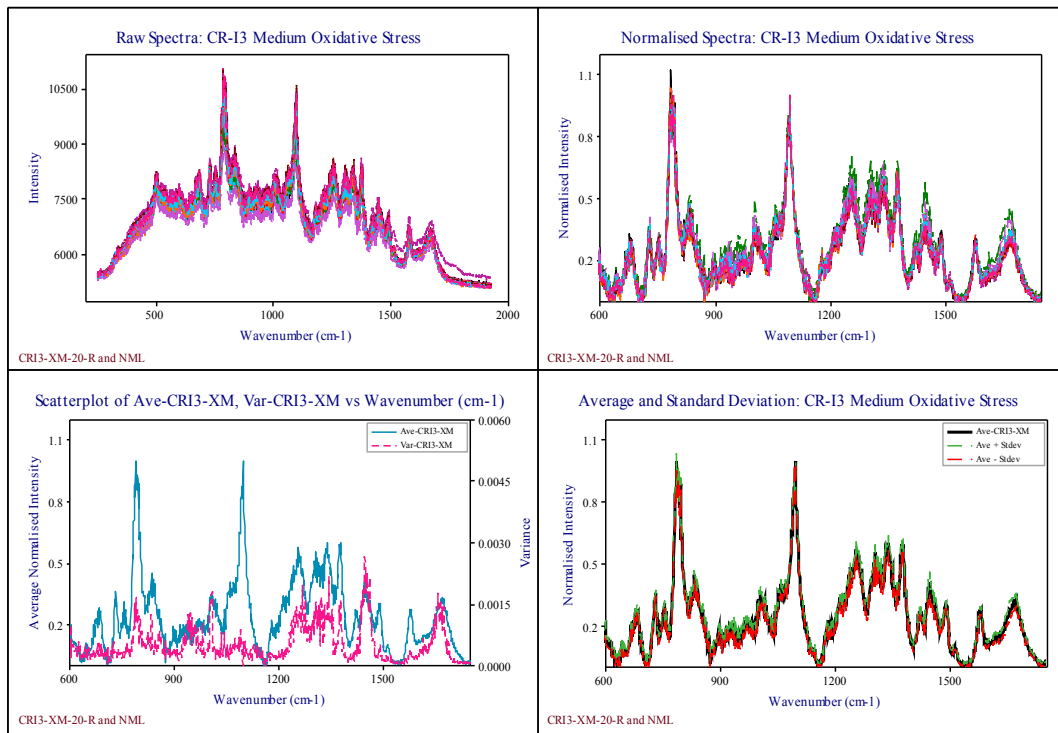 Raw Spectra: CR-I3 Medium Oxidative Stress
Intensity
10500
9000
7500
6000
500
1000
1500
2000
Wavenumber (cm-1)
CRI3-XM-20-R and NML
Normalised Spectra: CR-I3 Medium Oxidative Stress
Normalised Intensity
1.1
0.8
0.5
0.2
600
900
1200
1500
Wavenumber (cm-1)
CRI3-XM-20-R and NML
Scatterplot of Ave-CRI3-XM, Var-CRI3-XM vs Wavenumber (cm-1)
Ave-CRI3-XM
Var-CRI3-XM
Average Normalised Intensity
1.1
0.8
0.5
0.2
0.0060
0.0045
0.0030
0.0015
0.0000
Variance
600
900
1200
1500
Wavenumber (cm-1)
CRI3-XM-20-R and NML
Average and Standard Deviation: CR-I3 Medium Oxidative Stress
Ave-CRI3-XM
Ave + Stdev
Ave - Stdev
Normalised Intensity
1.1
0.8
0.5
0.2
600
900
1200
1500
Wavenumber (cm-1)
CRI3-XM-20-R and NML